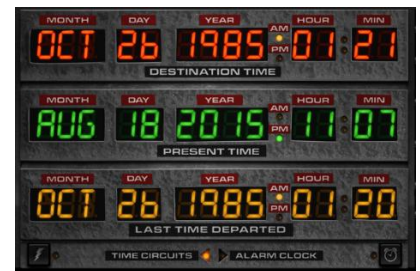 MONTH DAY YEAR AM HOUR MIN
OCT 26 1985 PM 01 21
DESTINATION TIME
MONTH DAY YEAR AM HOUR MIN
AUG 18 2015 PM 11 07
PRESENT TIME
MONTH DAY YEAR AM HOUR MIN
OCT 26 1985 PM 01 20
LAST TIME DEPARTED
TIME CIRCUITS ALARM CLOCK